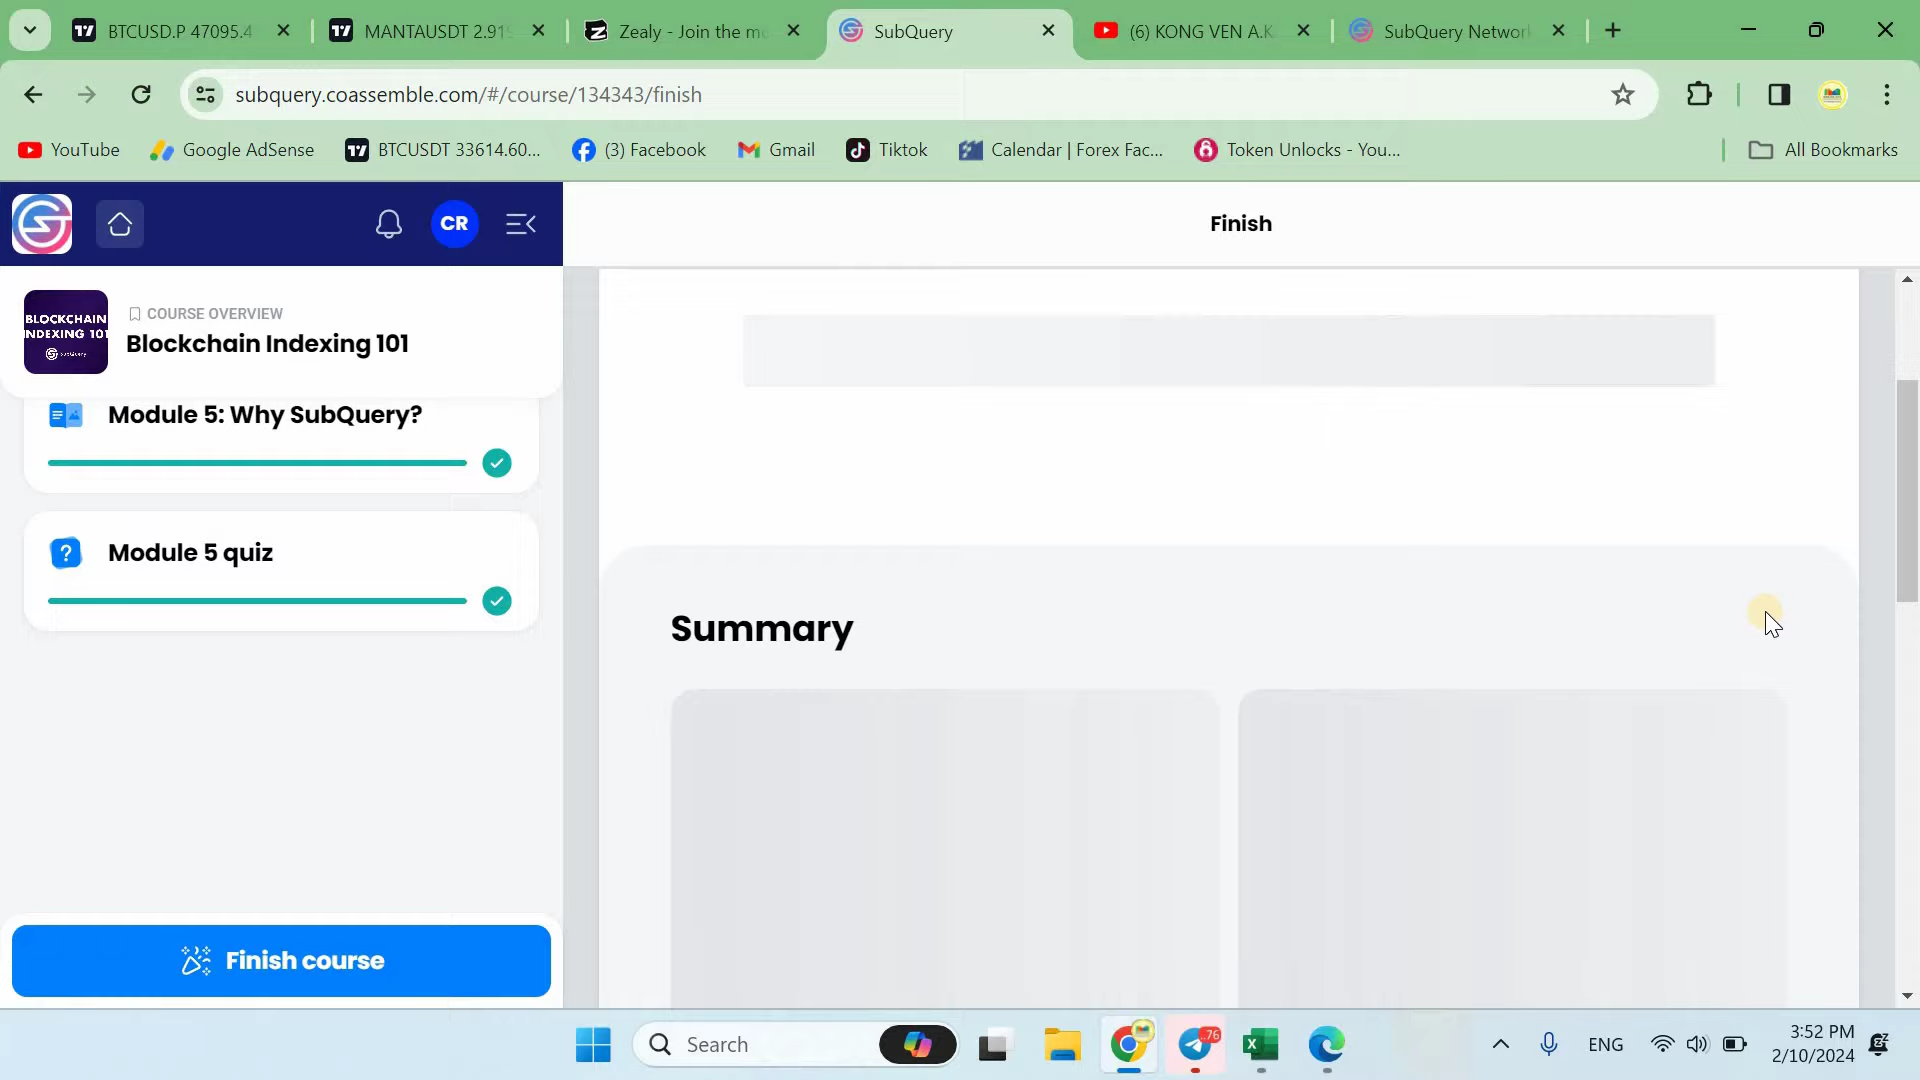 BTCUSD.P 47095.4
MANTAUSDT 2.919
Zealy - Join the m
SubQuery
(6) KONG VEN A.K
SubQuery Network
subquery.coassemble.com/#/course/134343/finish
YouTube
Google AdSense
BTCUSDT 33614.60...
(3) Facebook
Gmail
Tiktok
Calendar | Forex Fac...
Token Unlocks - You...
All Bookmarks
CR
Finish
BLOCKCHAIN
INDEXING 101
SubQuery
COURSE OVERVIEW
Blockchain Indexing 101
Module 5: Why SubQuery?
Module 5 quiz
Summary
Finish course
Search
..76
ENG
3:52 PM
2/10/2024